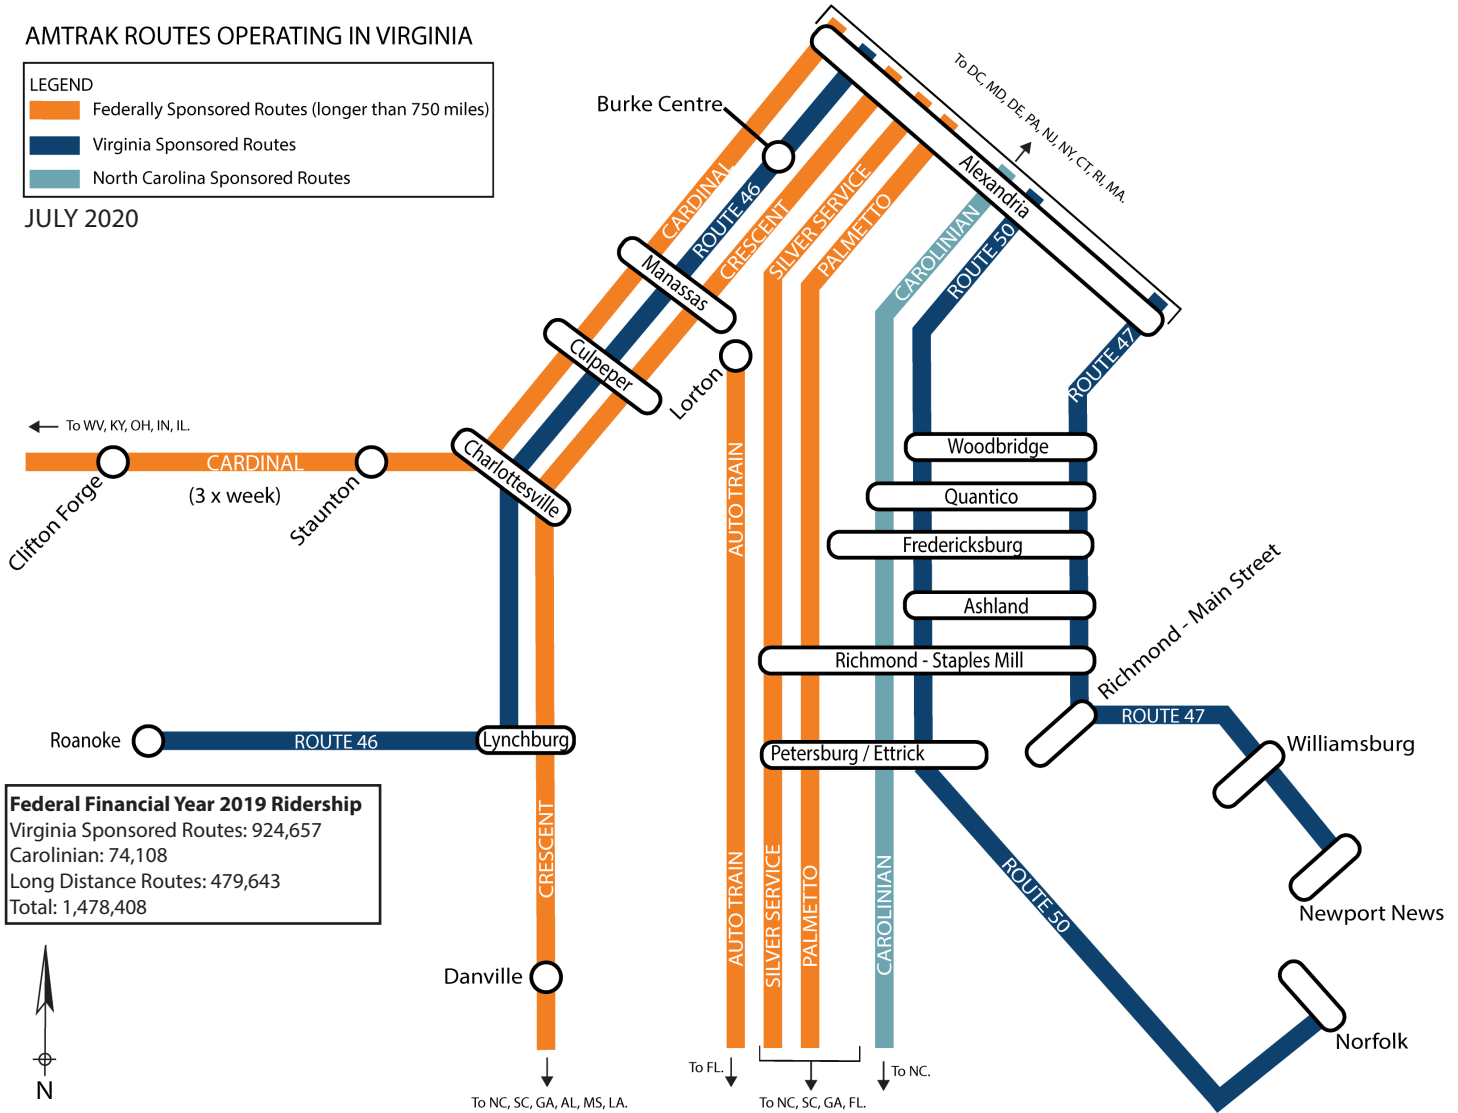 AMTRAK ROUTES OPERATING IN VIRGINIA
LEGEND
Federally Sponsored Routes (longer than 750 miles)
Virginia Sponsored Routes
North Carolina Sponsored Routes
JULY 2020
Burke Centre
To DC, MD, DE, PA, NJ, NY, CT, RI, MA.
Alexandria
CARDINAL
ROUTE 46
CRESCENT
SILVER SERVICE
PALMETTO
CAROLINIAN
ROUTE 50
ROUTE 47
Manassas
Culpeper
Lorton
Charlottesville
To WV, KY, OH, IN, IL.
CARDINAL
(3 x week)
Clifton Forge
Staunton
AUTO TRAIN
Woodbridge
Quantico
Fredericksburg
Ashland
Richmond - Staples Mill
Richmond - Main Street
ROUTE 47
Williamsburg
Newport News
Petersburg / Ettrick
Roanoke
ROUTE 46
Lynchburg
Federal Financial Year 2019 Ridership
Virginia Sponsored Routes: 924,657
Carolinian: 74,108
Long Distance Routes: 479,643
Total: 1,478,408
CRESCENT
AUTO TRAIN
SILVER SERVICE
PALMETTO
CAROLINIAN
ROUTE 50
Danville
Norfolk
N
To NC, SC, GA, AL, MS, LA.
To FL.
To NC, SC, GA, FL.
To NC.